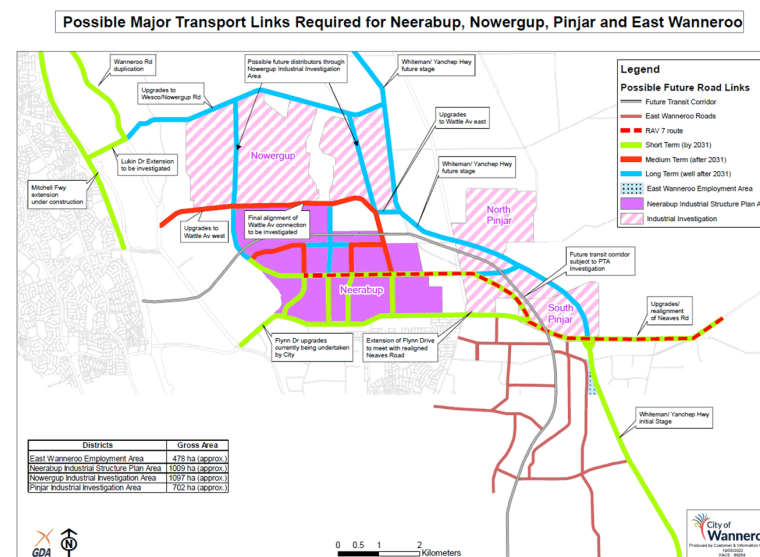 Possible Major Transport Links Required for Neerabup, Nowergup, Pinjar and East Wanneroo
Wanneroo Rd
duplication
Possible future distributors through
Nowergup Industrial Investigation
Area
Whiteman/ Yanchep Hwy
future stage
Upgrades to
Wesco/Nowergup Rd
Upgrades
to Wattle Av east
Lukin Dr Extension
to be investigated
Nowergup
Whiteman/ Yanchep Hwy
future stage
Mitchell Fwy
extension
under construction
Upgrades to
Wattle Av west
Final alignment of
Wattle Av connection
to be investigated
North
Pinjar
Future transit corridor
subject to PTA
Investigation
Neerabup
South
Pinjar
Upgrades/
realignment
of Neaves Rd
Flynn Dr upgrades
currently being undertaken
by City
Extension of Flynn Drive
to meet with realigned
Neaves Road
Whiteman/ Yanchep Hwy
initial Stage
Legend
Possible Future Road Links
Future Transit Corridor
East Wanneroo Roads
RAV 7 route
Short Term (by 2031)
Medium Term (after 2031)
Long Term (well after 2031)
East Wanneroo Employment Area
Neerabup Industrial Structure Plan A
Industrial Investigation
Districts Gross Area
East Wanneroo Employment Area 478 ha (approx.)
Neerabup Industrial Structure Plan Area 1009 ha (approx.)
Nowergup Industrial Investigation Area 1097 ha (approx.)
Pinjar Industrial Investigation Area 702 ha (approx.)
GDA
N
0 0.5 1 2
Kilometers
City of
Wannero
Produced by Customer & Information